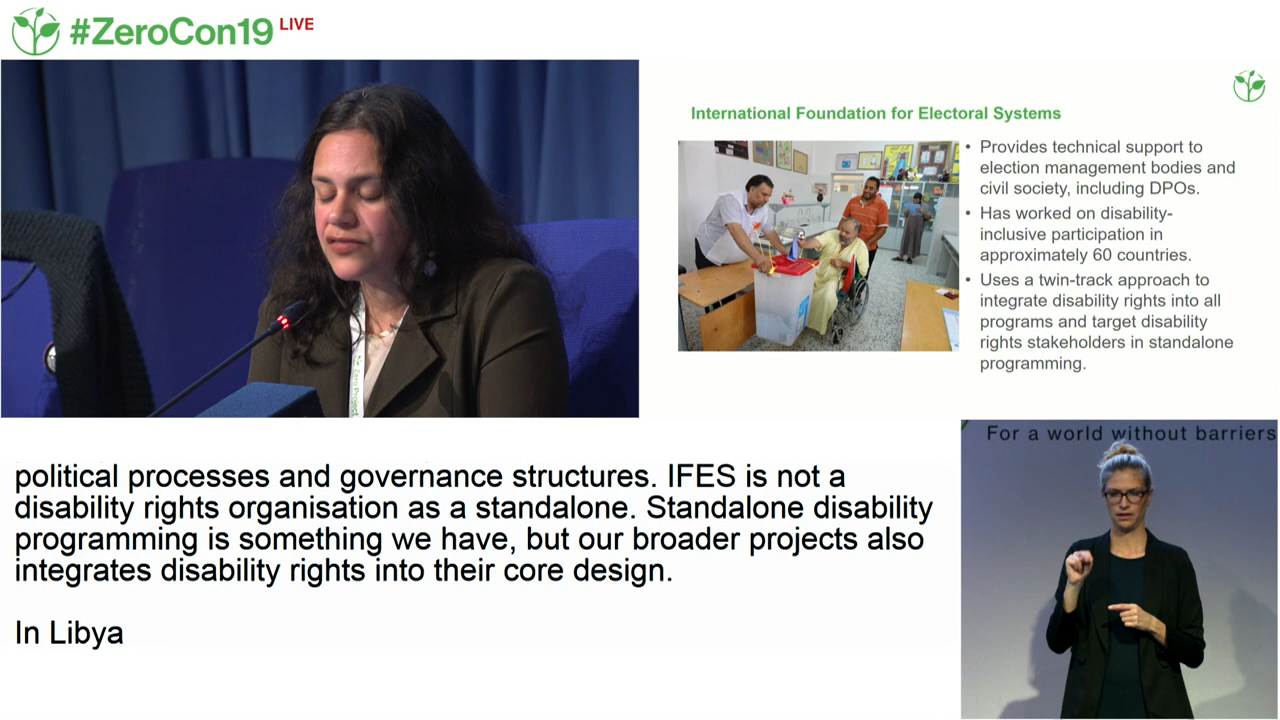 #ZeroCon19 LIVE
International Foundation for Electoral Systems
• Provides technical support to
election management bodies and
civil society, including DPOs.
• Has worked on disability-
inclusive participation in
approximately 60 countries.
• Uses a twin-track approach to
integrate disability rights into all
programs and target disability
rights stakeholders in standalone
programming.
Zero Project
For a world without barriers
political processes and governance structures. IFES is not a
disability rights organisation as a standalone. Standalone disability
programming is something we have, but our broader projects also
integrates disability rights into their core design.
In Libya